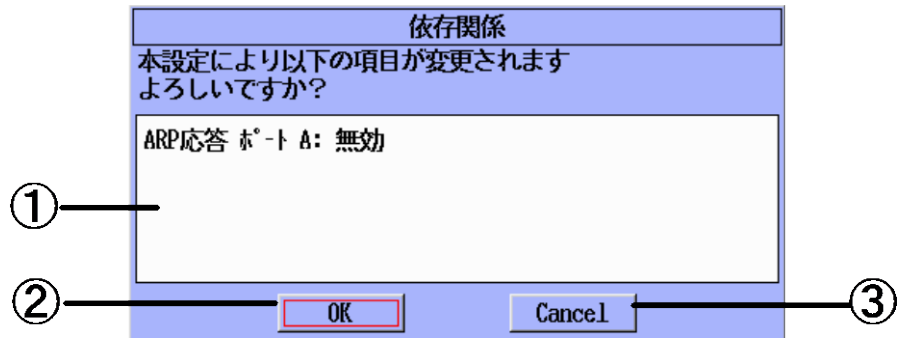 依存関係
本設定により以下の項目が変更されます
よろしいですか?
ARP応答 ﾎﾟｰﾄ A: 無効
①
② OK Cancel ③